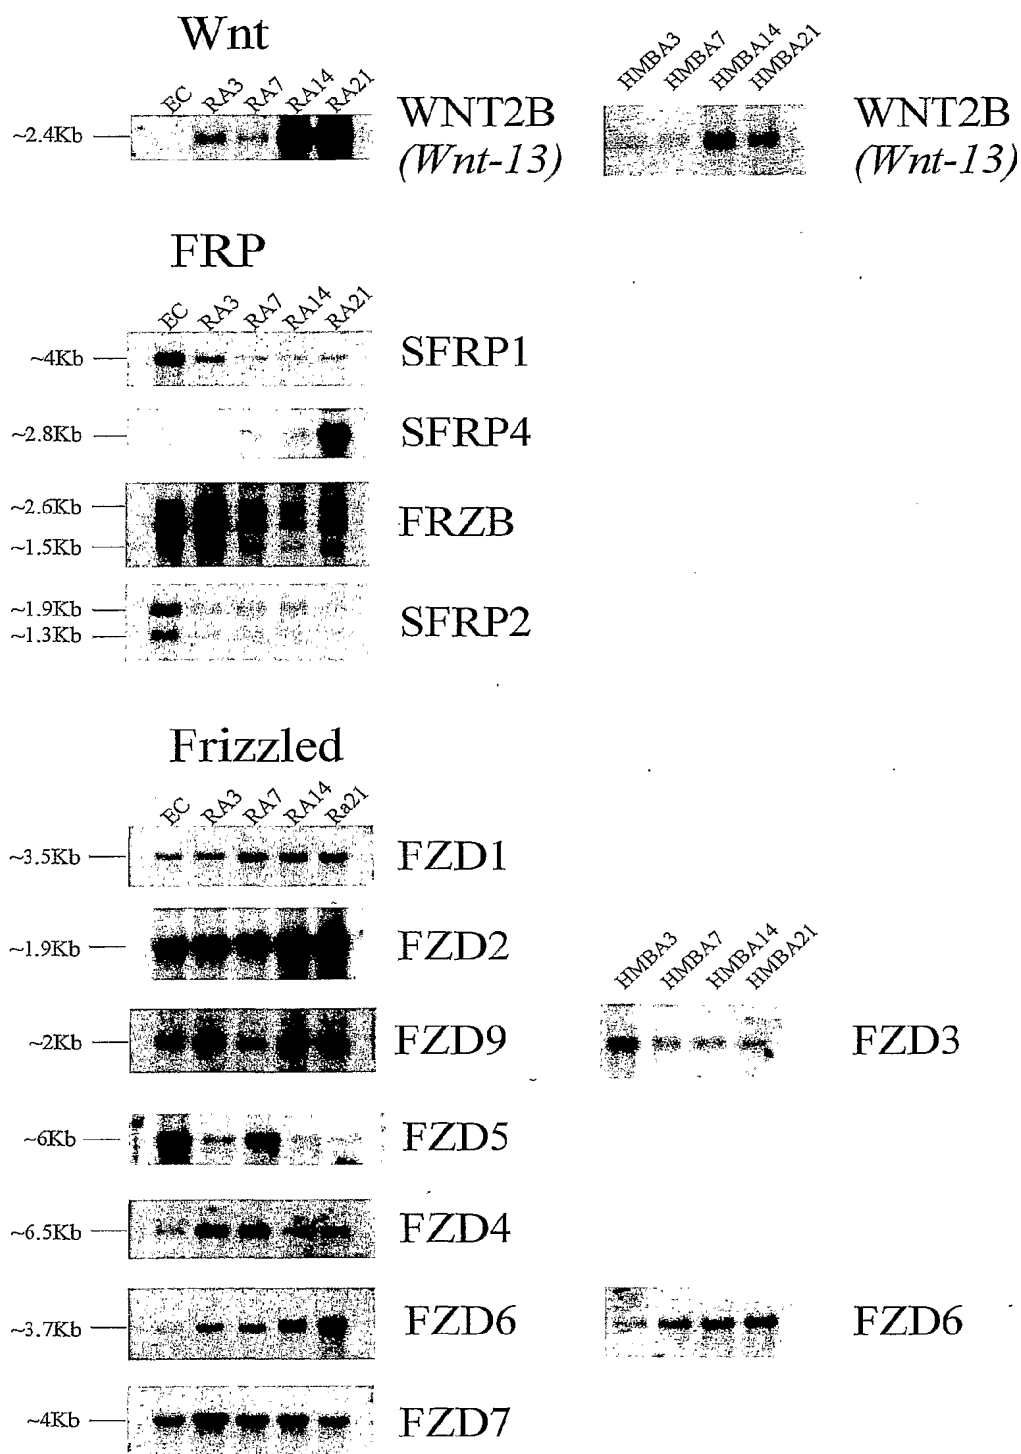 Wnt
EC RA3 RA7 RA14 RA21
~2.4Kb
WNT2B
(Wnt-13)
HMBA3 HMBA7 HMBA14 HMBA21
WNT2B
(Wnt-13)
FRP
EC RA3 RA7 RA14 RA21
~4Kb SFRP1
~2.8Kb SFRP4
~2.6Kb
FRZB
~1.5Kb
~1.9Kb
SFRP2
~1.3Kb
Frizzled
EC RA3 RA7 RA14 Ra21
~3.5Kb FZD1
~1.9Kb FZD2
HMBA3 HMBA7 HMBA14 HMBA21
~2Kb FZD9 FZD3
~6Kb FZD5
~6.5Kb FZD4
~3.7Kb FZD6 FZD6
~4Kb FZD7